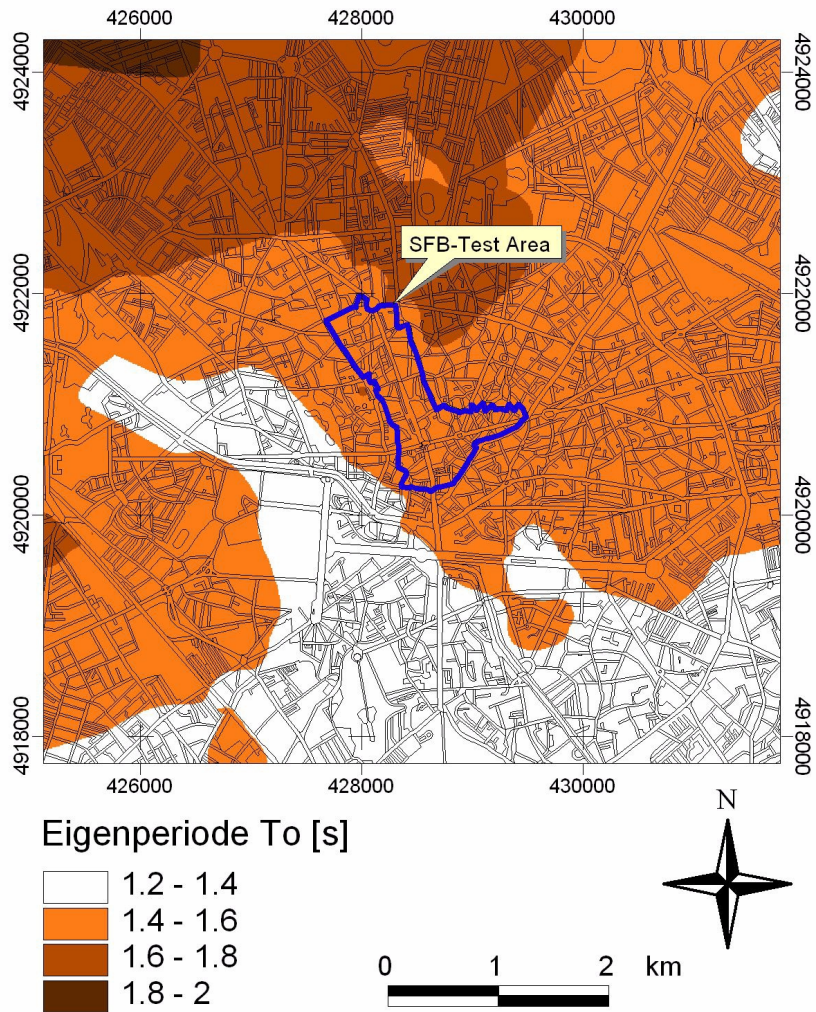 426000 428000 430000
4924000 4924000
SFB-Test Area
4922000 4922000
4920000 4920000
4918000 4918000
426000 428000 430000
Eigenperiode To [s]
1.2 - 1.4
1.4 - 1.6
1.6 - 1.8
1.8 - 2
N
0 1 2 km